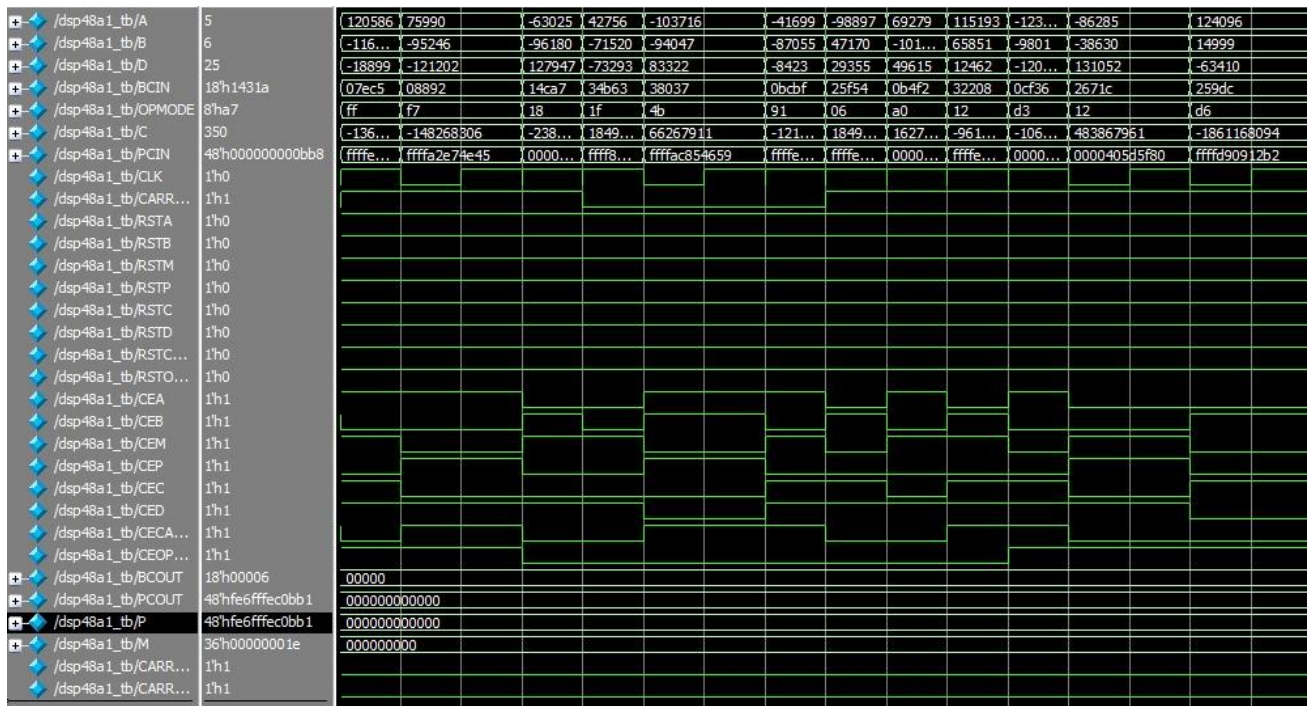 /dsp48a1_tb/A 5 120586 75990 -63025 42756 -103716 -41699 -98897 69279 115193 -123... -86285 124096
/dsp48a1_tb/B 6 -116... -95246 -96180 -71520 -94047 -87055 47170 -101... 65851 -9801 -38630 14999
/dsp48a1_tb/D 25 -18899 -121202 127947 -73293 83322 -8423 29355 49615 12462 -120... 131052 -63410
/dsp48a1_tb/BCIN 18'h1431a 07ec5 08892 14ca7 34b63 38037 0bcbf 25f54 0b4f2 32208 0cf36 2671c 259dc
/dsp48a1_tb/OPMODE 8'ha7 ff f7 18 1f 4b 91 06 a0 12 d3 12 d6
/dsp48a1_tb/C 350 -136... -148268306 -238... 1849... 66267911 -121... 1849... 1627... -961... -106... 483867961 -1861168094
/dsp48a1_tb/PCIN 48'h000000000bb8 ffffe... ffffa2e74e45 0000... ffff8... ffffac854659 ffffe... ffffe... 0000... ffffe... 0000... 0000405d5f80 ffffd90912b2
/dsp48a1_tb/CLK 1'h0
/dsp48a1_tb/CARR... 1'h1
/dsp48a1_tb/RSTA 1'h0
/dsp48a1_tb/RSTB 1'h0
/dsp48a1_tb/RSTM 1'h0
/dsp48a1_tb/RSTP 1'h0
/dsp48a1_tb/RSTC 1'h0
/dsp48a1_tb/RSTD 1'h0
/dsp48a1_tb/RSTC... 1'h0
/dsp48a1_tb/RSTO... 1'h0
/dsp48a1_tb/CEA 1'h1
/dsp48a1_tb/CEB 1'h1
/dsp48a1_tb/CEM 1'h1
/dsp48a1_tb/CEP 1'h1
/dsp48a1_tb/CEC 1'h1
/dsp48a1_tb/CED 1'h1
/dsp48a1_tb/CECA... 1'h1
/dsp48a1_tb/CEOP... 1'h1
/dsp48a1_tb/BCOUT 18'h00006 00000
/dsp48a1_tb/PCOUT 48'hfe6fffec0bb1 000000000000
/dsp48a1_tb/P 48'hfe6fffec0bb1 000000000000
/dsp48a1_tb/M 36'h00000001e 000000000
/dsp48a1_tb/CARR... 1'h1
/dsp48a1_tb/CARR... 1'h1